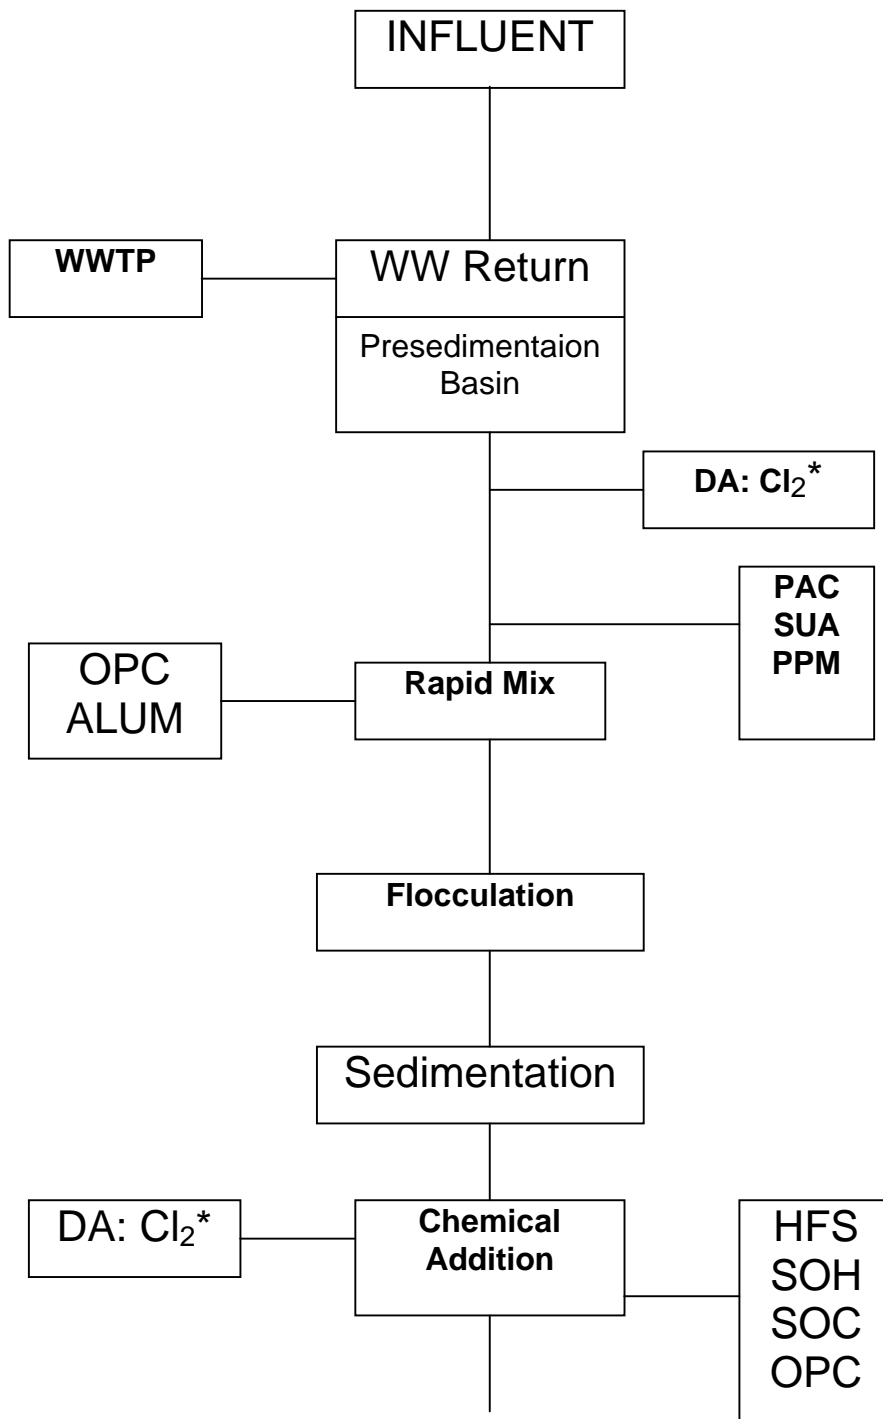 INFLUENT
WWTP
WW Return
Presedimentaion
Basin
DA: Cl₂*
PAC
SUA
PPM
OPC
ALUM
Rapid Mix
Flocculation
Sedimentation
DA: Cl₂*
Chemical
Addition
HFS
SOH
SOC
OPC